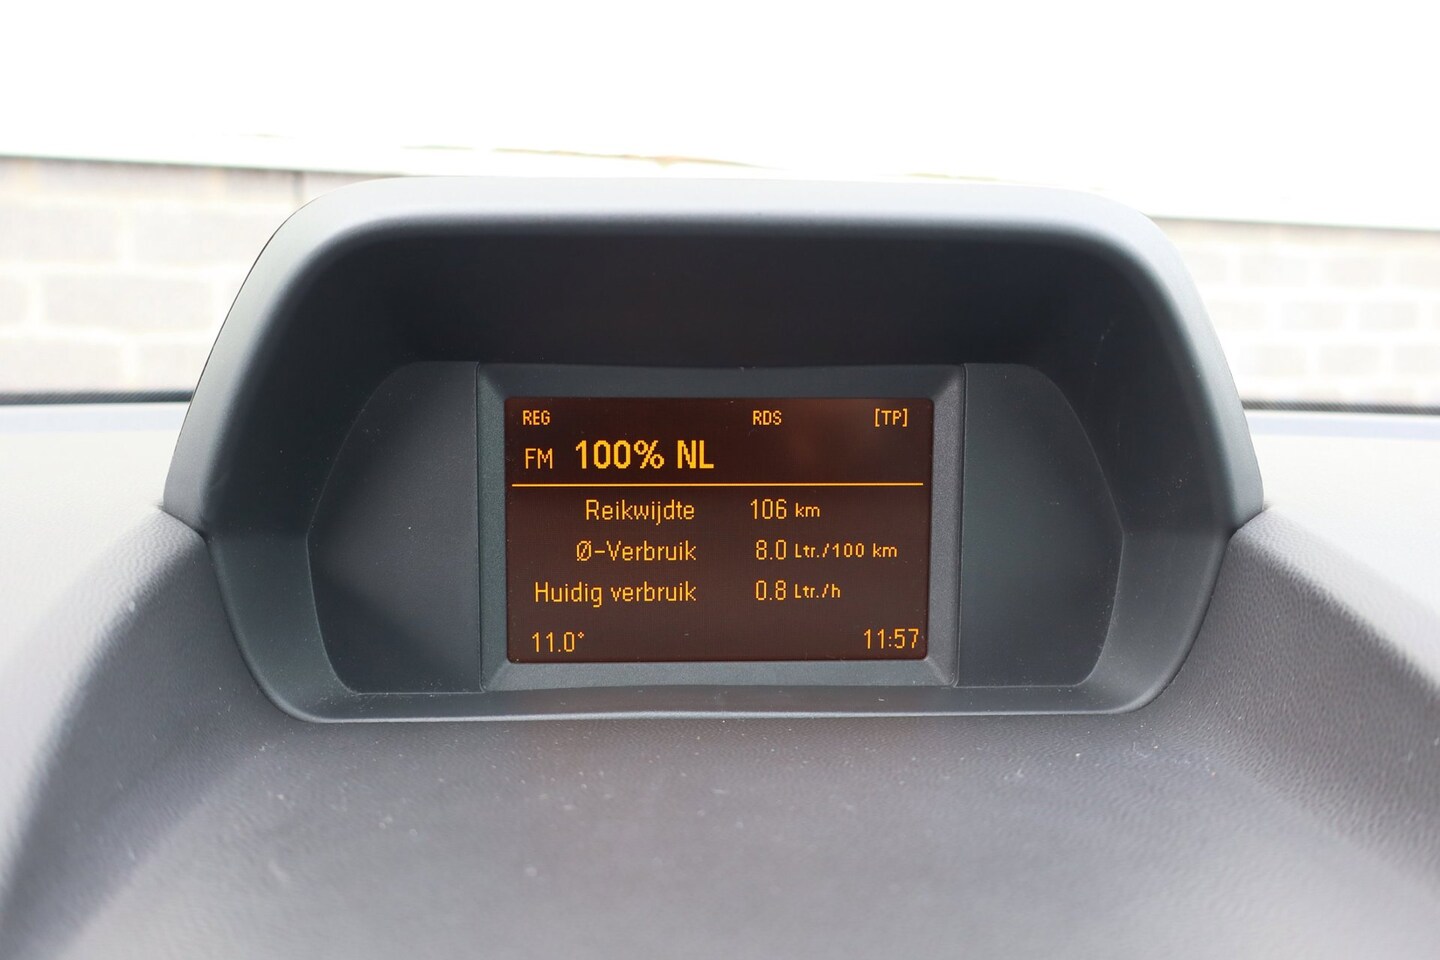 REG RDS [TP]
FM 100% NL
Reikwijdte 106 km
Ø-Verbruik 8.0 Ltr./100 km
Huidig verbruik 0.8 Ltr./h
11.0° 11:57